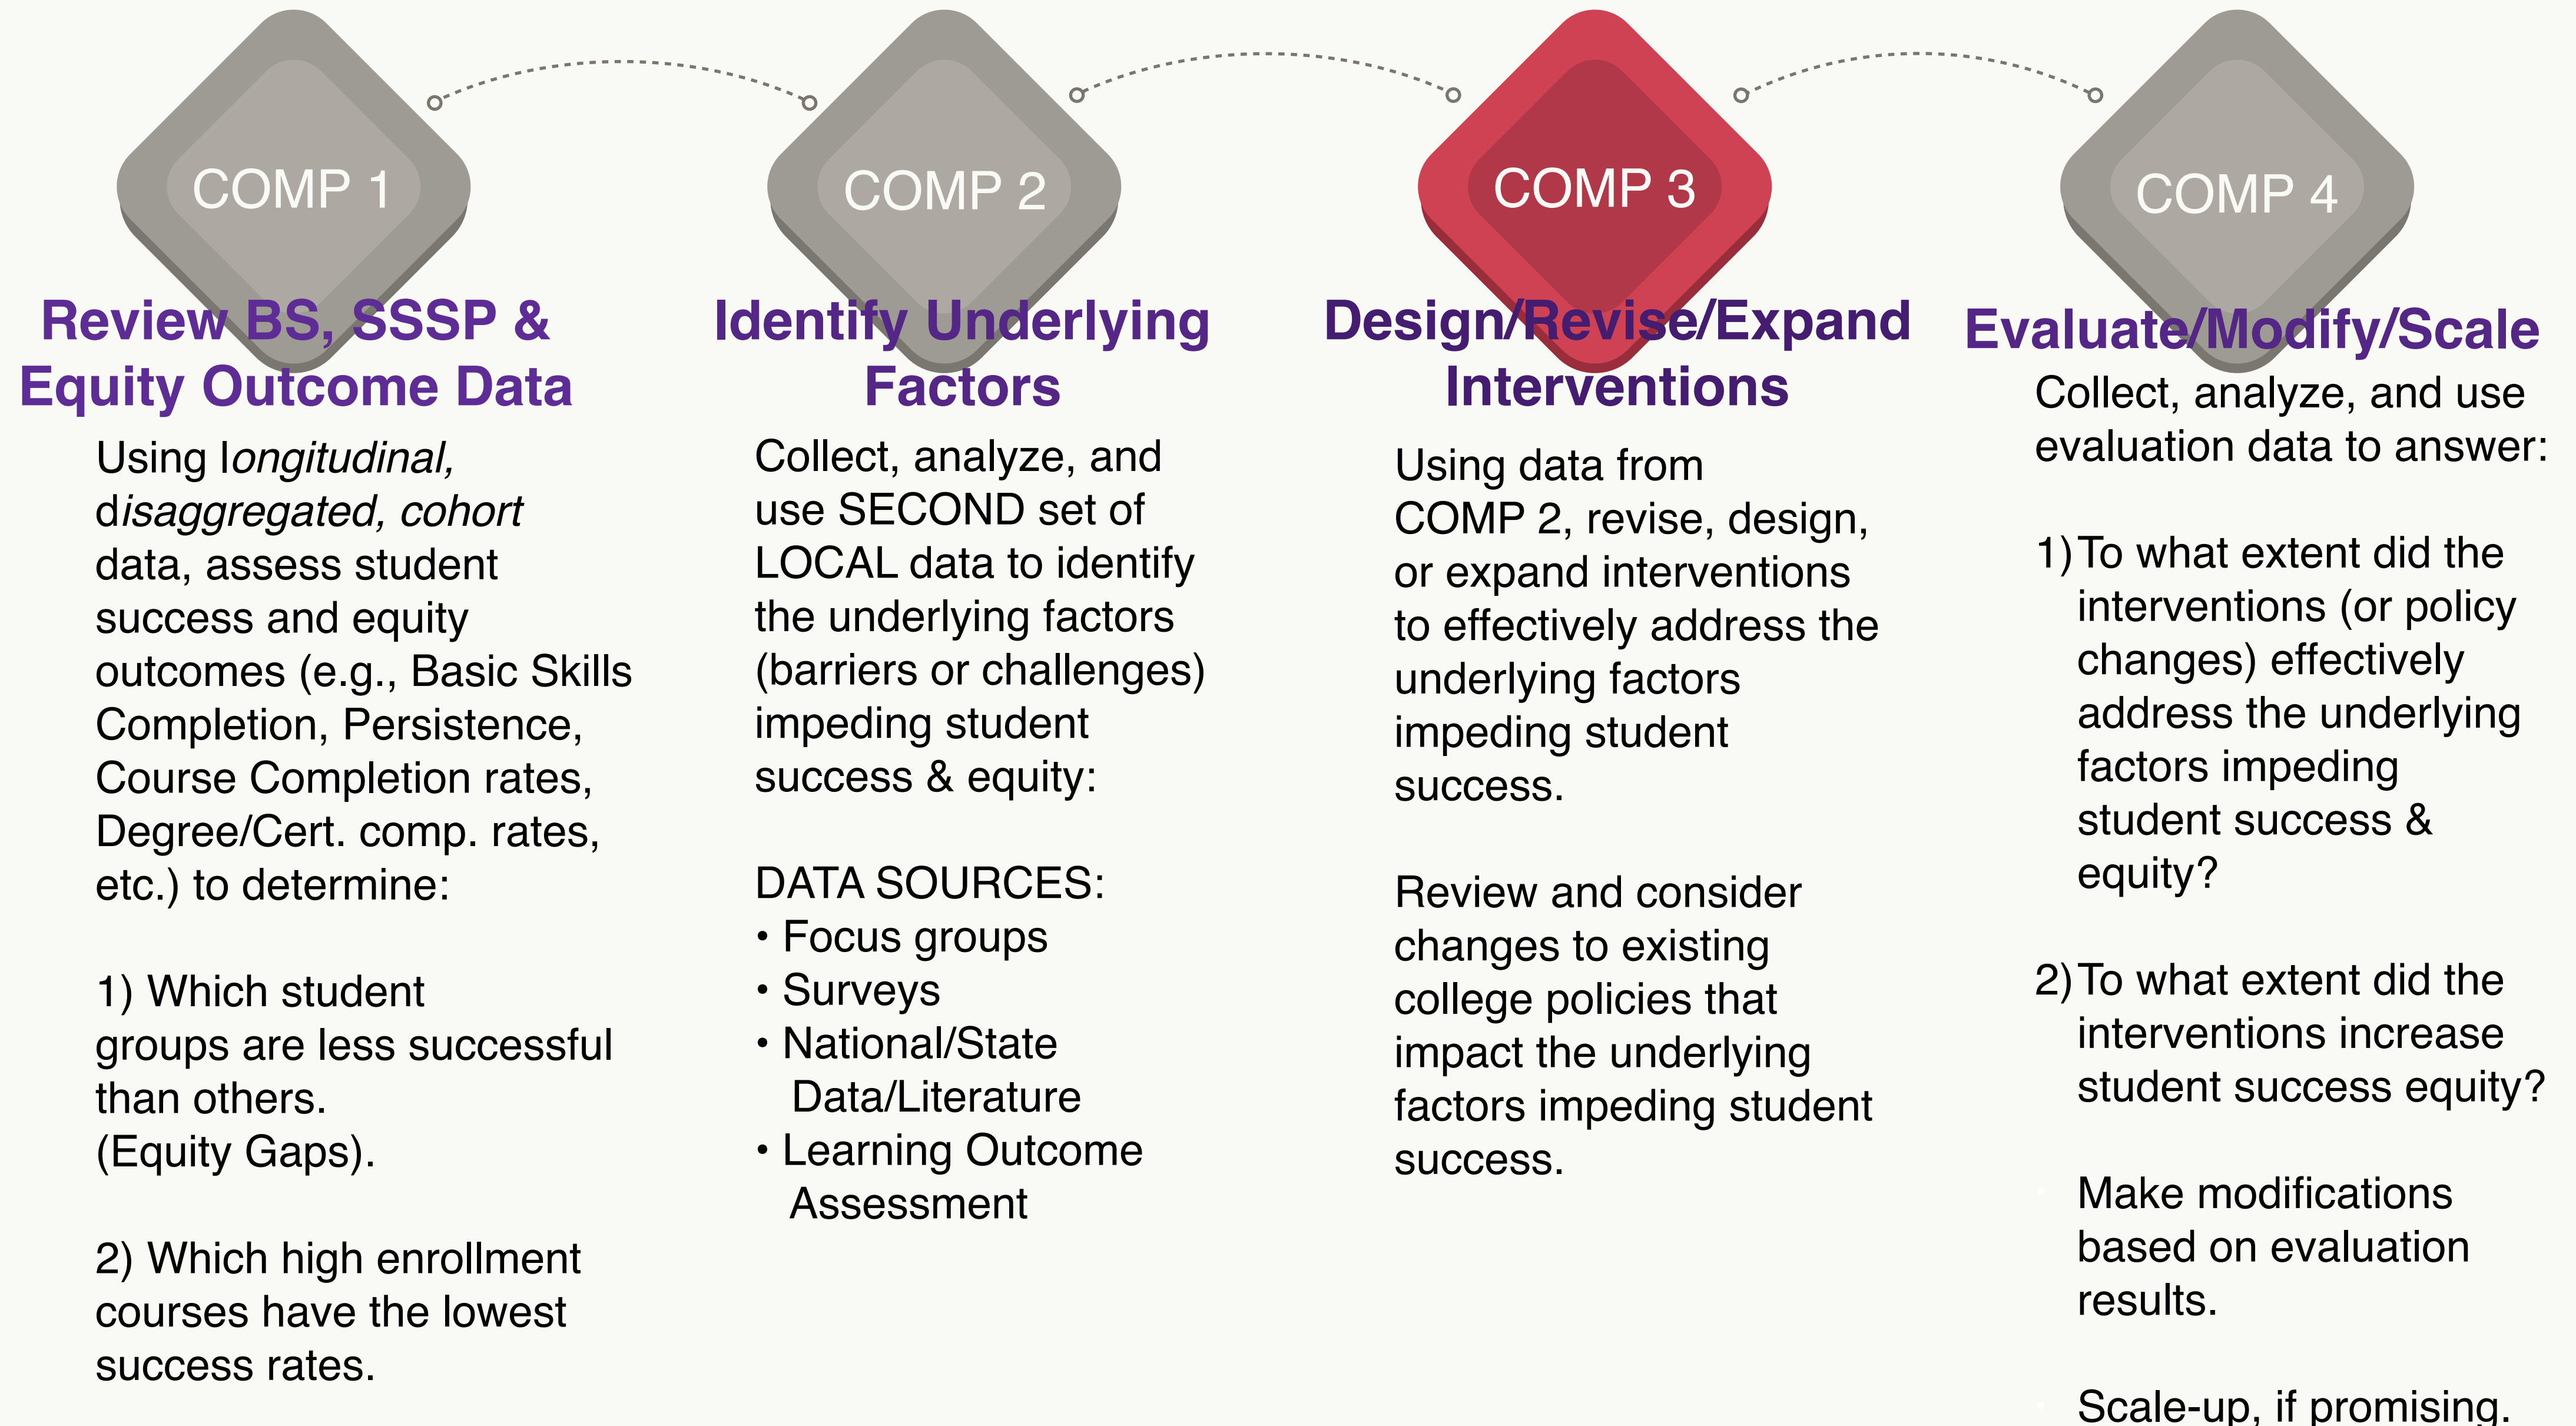 COMP 1
Review BS, SSSP &
Equity Outcome Data
Using longitudinal,
disaggregated, cohort
data, assess student
success and equity
outcomes (e.g., Basic Skills
Completion, Persistence,
Course Completion rates,
Degree/Cert. comp. rates,
etc.) to determine:
1) Which student
groups are less successful
than others.
(Equity Gaps).
2) Which high enrollment
courses have the lowest
success rates.
COMP 2
Identify Underlying
Factors
Collect, analyze, and
use SECOND set of
LOCAL data to identify
the underlying factors
(barriers or challenges)
impeding student
success & equity:
DATA SOURCES:
• Focus groups
• Surveys
• National/State
Data/Literature
• Learning Outcome
Assessment
COMP 3
Design/Revise/Expand
Interventions
Using data from
COMP 2, revise, design,
or expand interventions
to effectively address the
underlying factors
impeding student
success.
Review and consider
changes to existing
college policies that
impact the underlying
factors impeding student
success.
COMP 4
Evaluate/Modify/Scale
Collect, analyze, and use
evaluation data to answer:
1) To what extent did the
interventions (or policy
changes) effectively
address the underlying
factors impeding
student success &
equity?
2) To what extent did the
interventions increase
student success equity?
Make modifications
based on evaluation
results.
Scale-up, if promising.